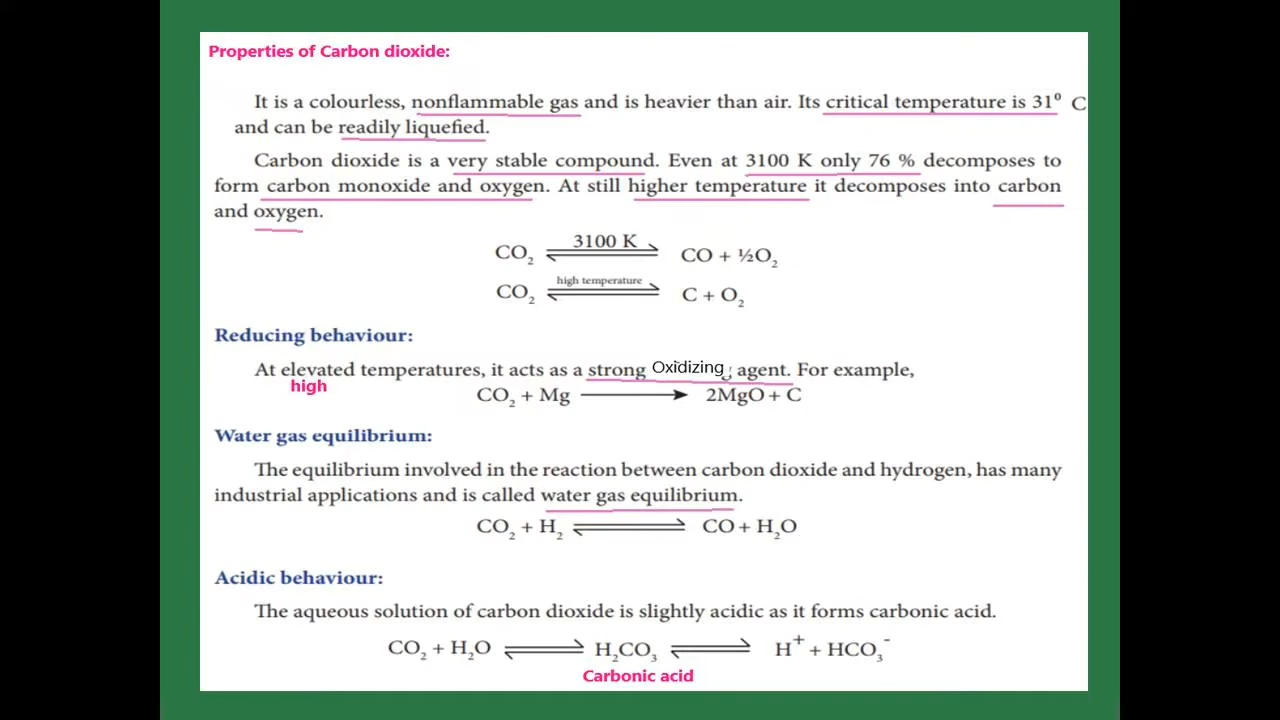 Properties of Carbon dioxide:
It is a colourless, nonflammable gas and is heavier than air. Its critical temperature is 31⁰ C
and can be readily liquefied.
Carbon dioxide is a very stable compound. Even at 3100 K only 76 % decomposes to
form carbon monoxide and oxygen. At still higher temperature it decomposes into carbon
and oxygen.
CO₂ ⇌ 3100 K CO + ½O₂
CO₂ ⇌ high temperature C + O₂
Reducing behaviour:
At elevated temperatures, it acts as a strong Oxidizing agent. For example,
high
CO₂ + Mg ⟶ 2MgO + C
Water gas equilibrium:
The equilibrium involved in the reaction between carbon dioxide and hydrogen, has many
industrial applications and is called water gas equilibrium.
CO₂ + H₂ ⇌ CO + H₂O
Acidic behaviour:
The aqueous solution of carbon dioxide is slightly acidic as it forms carbonic acid.
CO₂ + H₂O ⇌ H₂CO₃ ⇌ H⁺ + HCO₃⁻
Carbonic acid